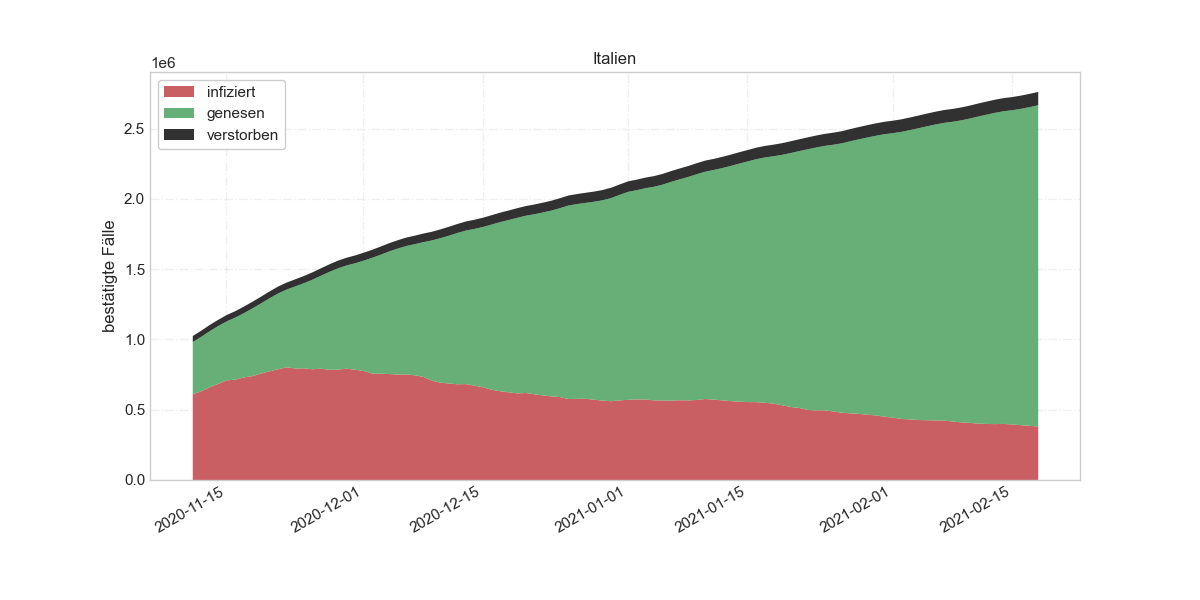 Italien
1e6
infiziert
genesen
verstorben
bestätigte Fälle
2.5
2.0
1.5
1.0
0.5
0.0
2020-11-15
2020-12-01
2020-12-15
2021-01-01
2021-01-15
2021-02-01
2021-02-15